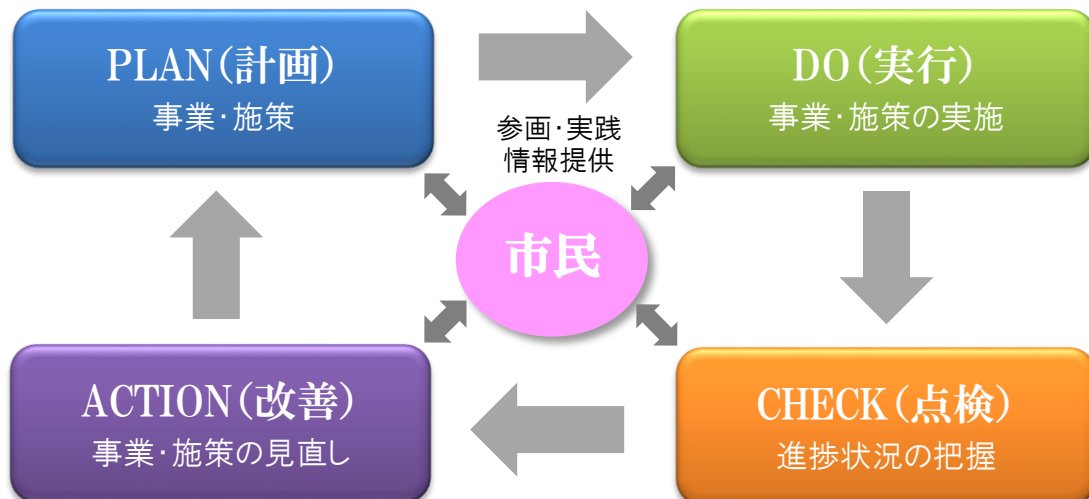 PLAN(計画)
事業・施策
DO(実行)
事業・施策の実施
参画・実践
情報提供
市民
ACTION(改善)
事業・施策の見直し
CHECK(点検)
進捗状況の把握